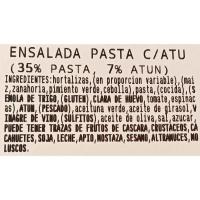 ENSALADA PASTA C/ATU
(35% PASTA, 7% ATUN)
INGREDIENTES:hortalizas,(en proporcion variable),(mai
z,zanahoria,pimiento verde,cebolla),pasta,(cocida),(S
EMOLA DE TRIGO,(GLUTEN),CLARA DE HUEVO,tomate,espinac
as), ATUN,(PESCADO),aceituna verde,aceite de girasol,V
INAGRE DE VINO,(SULFITOS),aceite de oliva,sal,azucar,
PUEDE TENER TRAZAS DE FRUTOS DE CASCARA,CRUSTACEOS,CA
CAHUETES,SOJA,LECHE,APIO,MOSTAZA,SESAMO,ALTRAMUCES,MO
LUSCOS.